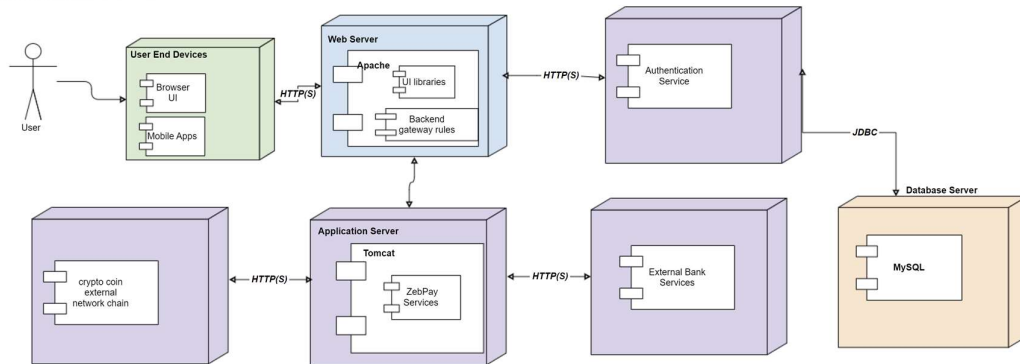 User
User End Devices
Browser
UI
Mobile Apps
HTTP(S)
Web Server
Apache
UI libraries
Backend
gateway rules
HTTP(S)
Authentication
Service
JDBC
Database Server
MySQL
crypto coin
external
network chain
HTTP(S)
Application Server
Tomcat
ZebPay
Services
HTTP(S)
External Bank
Services